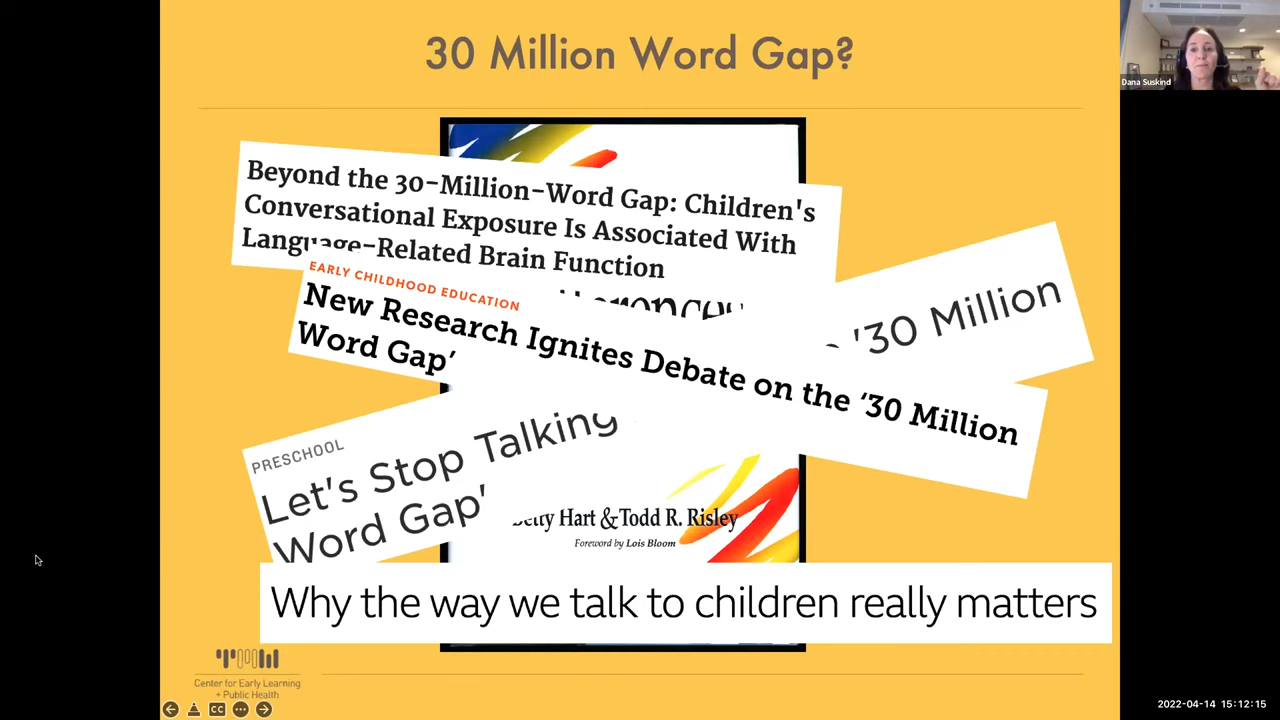 30 Million Word Gap?
Dana Suskind
Beyond the 30-Million-Word Gap: Children's
Conversational Exposure Is Associated With
Language-Related Brain Function
EARLY CHILDHOOD EDUCATION
New Research Ignites Debate on the ‘30 Million
Word Gap’
‘30 Million
PRESCHOOL
Let’s Stop Talking
Word Gap’
Betty Hart & Todd R. Risley
Foreword by Lois Bloom
Why the way we talk to children really matters
TMW
Center for Early Learning
+ Public Health
CC
2022-04-14 15:12:15